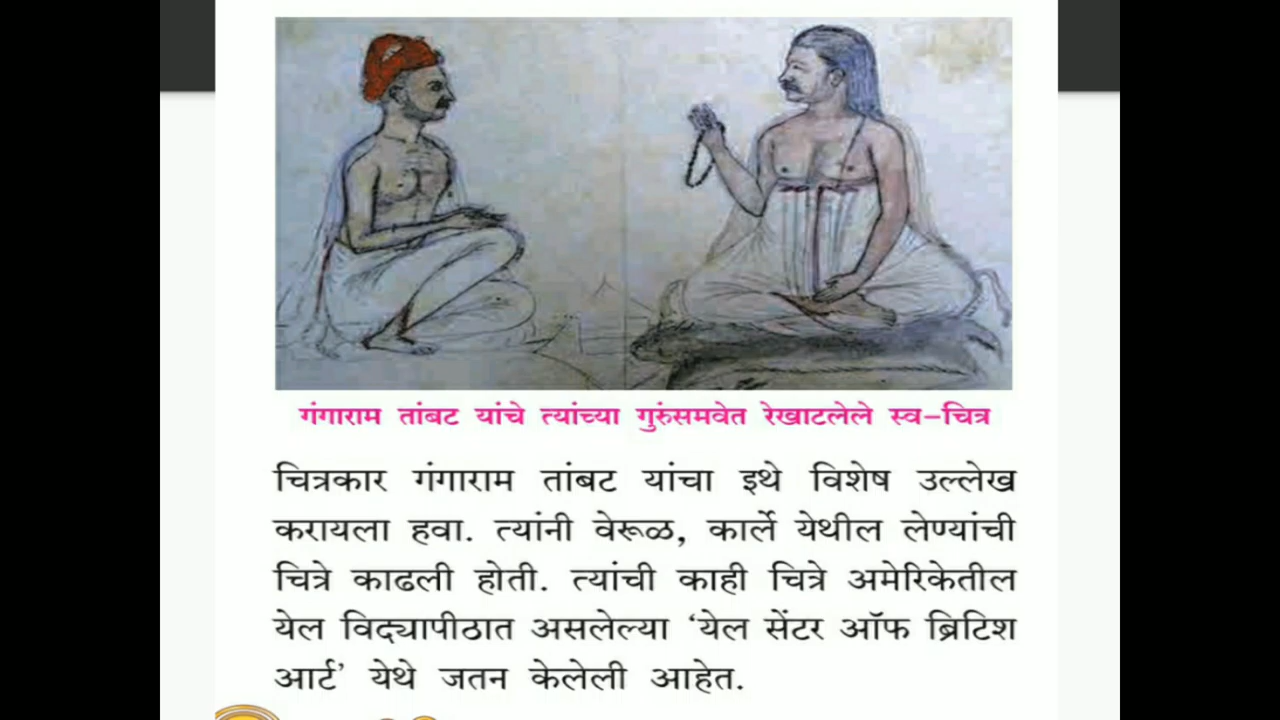 गंगाराम तांबट यांचे त्यांच्या गुरुंसमवेत रेखाटलेले स्व-चित्र
चित्रकार गंगाराम तांबट यांचा इथे विशेष उल्लेख
करायला हवा. त्यांनी वेरूळ, कार्ले येथील लेण्यांची
चित्रे काढली होती. त्यांची काही चित्रे अमेरिकेतील
येल विद्यापीठात असलेल्या ‘येल सेंटर ऑफ ब्रिटिश
आर्ट’ येथे जतन केलेली आहेत.